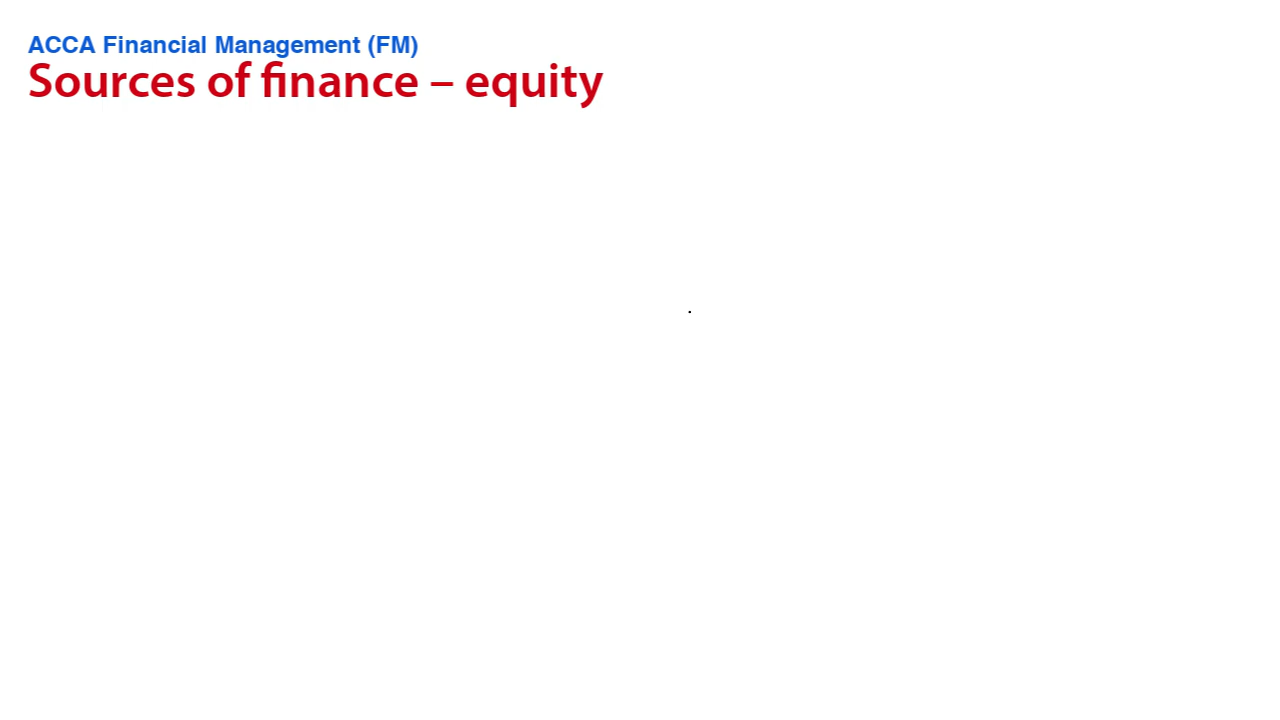 ACCA Financial Management (FM)
Sources of finance – equity